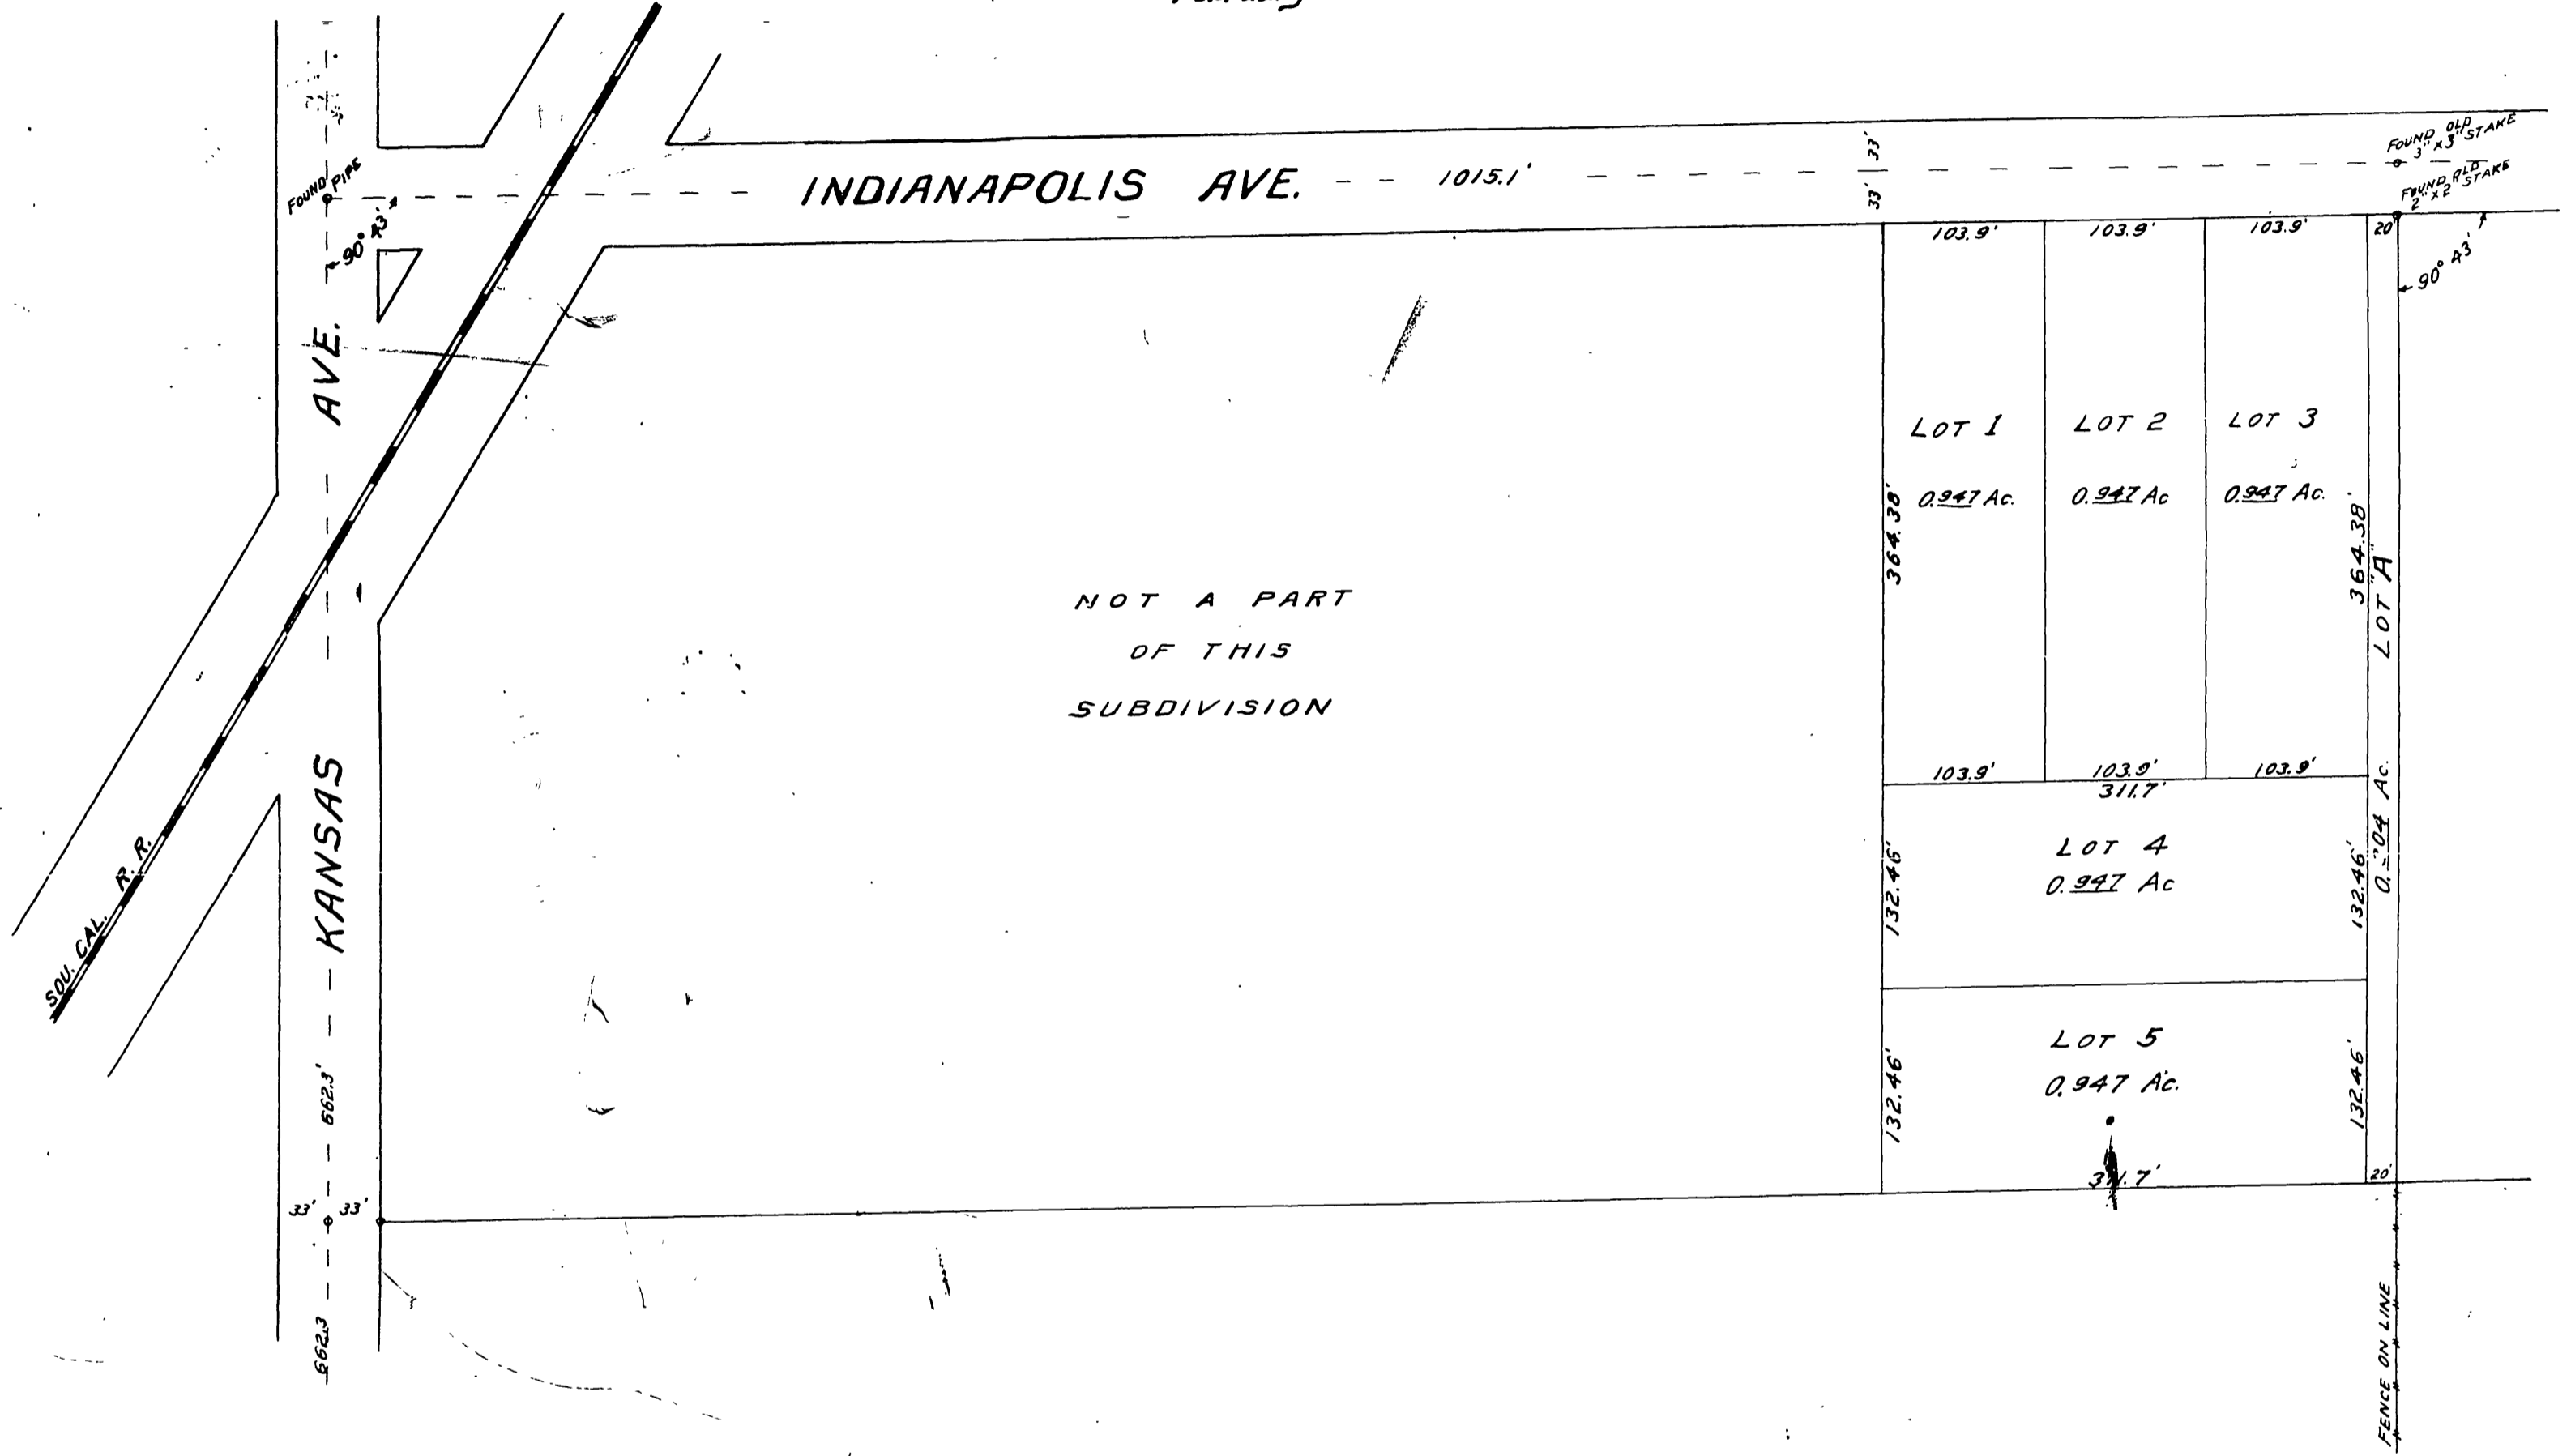 FOUND PIPE
90° 43'
INDIANAPOLIS AVE. 1015.1'
33'
33'
FOUND OLD
3" x 3" STAKE
FOUND OLD
2" x 2" STAKE
90° 43'
103.9'
103.9'
103.9'
20'
LOT 1
0.947 Ac.
LOT 2
0.947 Ac
LOT 3
0.947 Ac.
364.38'
364.38'
LOT "A"
Ac.
NOT A PART
OF THIS
SUBDIVISION
103.9'
103.9'
103.9'
311.7'
LOT 4
0.947 Ac
132.46'
132.46'
LOT 5
0.947 Ac.
132.46'
132.46'
20'
KANSAS AVE.
SOU. CAL. R. R.
662.3'
33'
33'
662.3
FENCE ON LINE